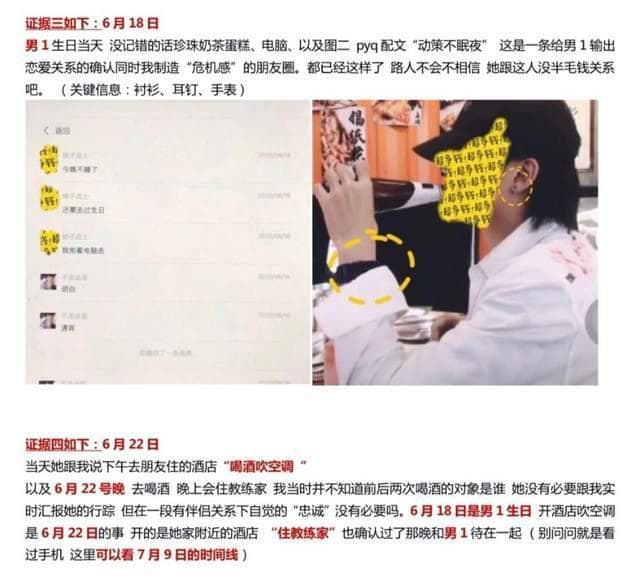 证据三如下：6月18日
男1生日当天 没记错的话珍珠奶茶蛋糕、电脑、以及图二 pyq配文“动策不眠夜” 这是一条给男1输出
恋爱关系的确认同时我制造“危机感”的朋友圈。都已经这样了 路人不会不相信 她跟这人没半毛钱关系
吧。（关键信息：衬衫、耳钉、手表）
返回
今晚不睡了
还要去过生日
我抱着电脑去
明白
通宵
证据四如下：6月22日
当天她跟我说下午去朋友住的酒店“喝酒吹空调 ”
以及6月22号晚 去喝酒 晚上会住教练家 我当时并不知道前后两次喝酒的对象是谁 她没有必要跟我实
时汇报她的行踪 但在一段有伴侣关系下自觉的“忠诚”没有必要吗。6月18日是男1生日 开酒店吹空调
是6月22日的事 开的是她家附近的酒店 “住教练家”也确认过了那晚和男1待在一起（别问问就是看
过手机 这里可以看7月9日的时间线）